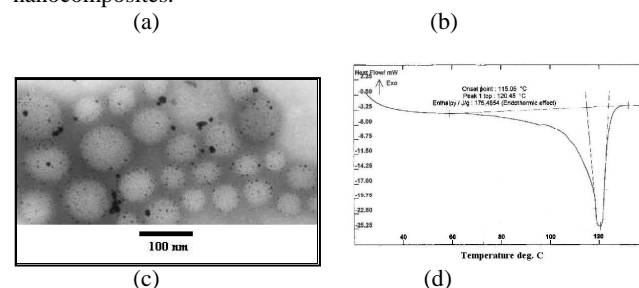 nanocomposites.
(a) (b)
Heat Flow/ mW
Exo
-0.50
-3.25
-6.00
-8.75
-11.50
-14.25
-17.00
-19.75
-22.50
-25.25
Onset point : 115.06 °C
Peak 1 top : 120.45 °C
Enthalpy / J/g : 175.4654 (Endothermic effect)
40 60 80 100 120
Temperature deg. C
100 nm
(c) (d)